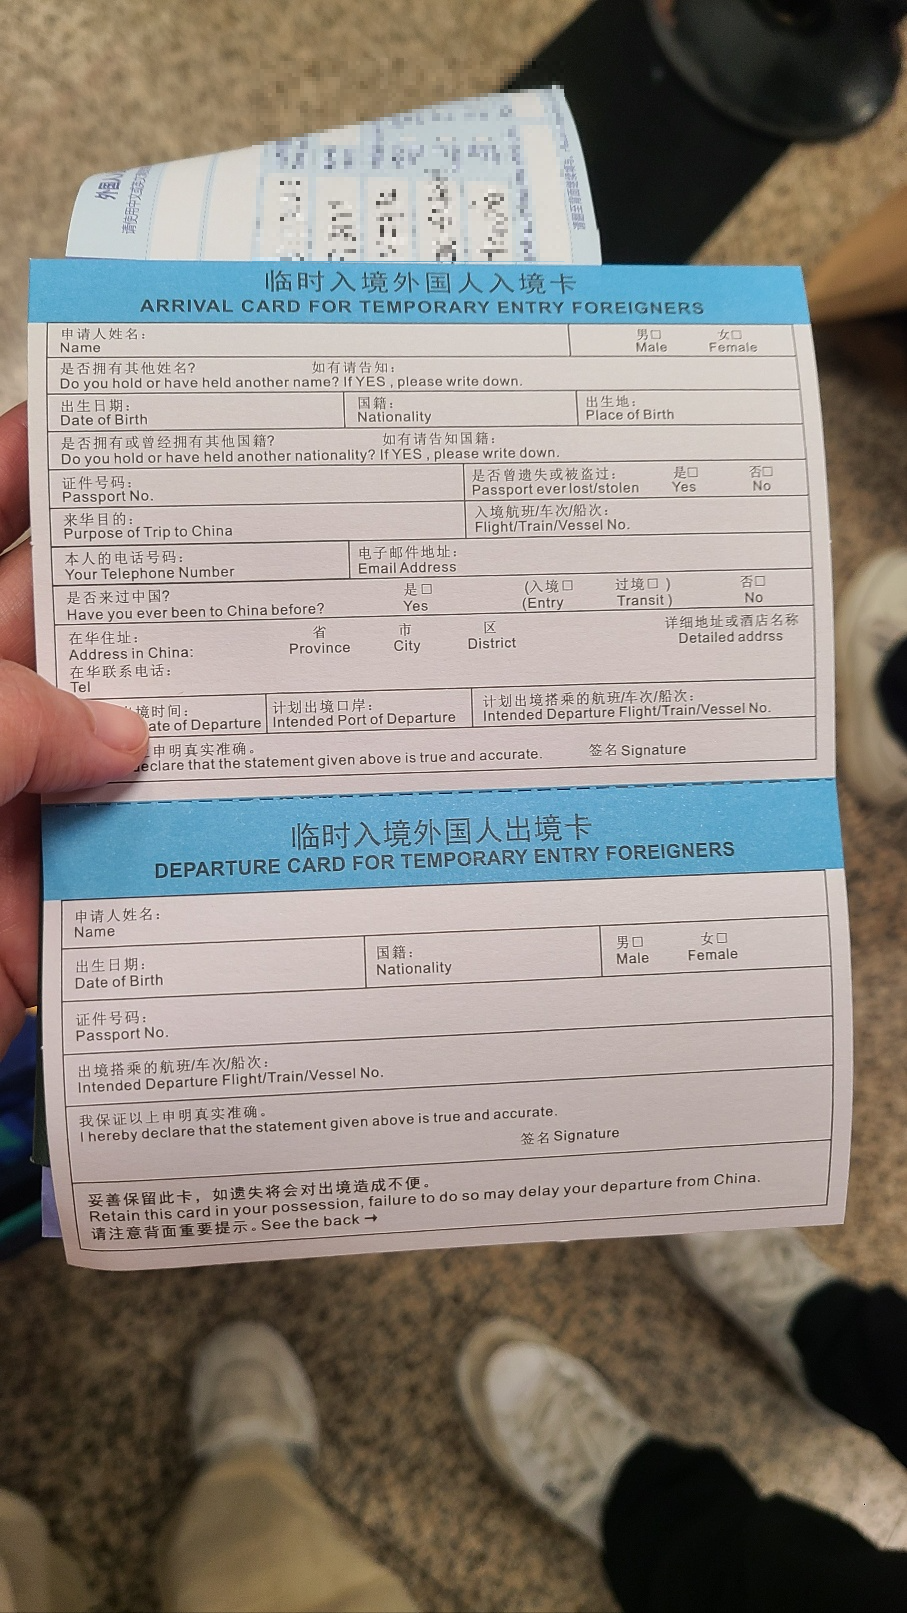 外国人
请使用中文或英文填
临时入境外国人入境卡
ARRIVAL CARD FOR TEMPORARY ENTRY FOREIGNERS
申请人姓名： 男□ 女□
Name Male Female
是否拥有其他姓名？ 如有请告知：
Do you hold or have held another name? If YES , please write down.
出生日期： 国籍： 出生地：
Date of Birth Nationality Place of Birth
是否拥有或曾经拥有其他国籍？ 如有请告知国籍：
Do you hold or have held another nationality? If YES , please write down.
证件号码： 是否曾遗失或被盗过： 是□ 否□
Passport No. Passport ever lost/stolen Yes No
来华目的： 入境航班/车次/船次：
Purpose of Trip to China Flight/Train/Vessel No.
本人的电话号码： 电子邮件地址：
Your Telephone Number Email Address
是否来过中国？ 是□ (入境□ 过境□ ) 否□
Have you ever been to China before? Yes (Entry Transit ) No
在华住址： 省 市 区 详细地址或酒店名称
Address in China: Province City District Detailed addrss
在华联系电话：
Tel
境时间： 计划出境口岸： 计划出境搭乘的航班/车次/船次：
ate of Departure Intended Port of Departure Intended Departure Flight/Train/Vessel No.
上申明真实准确。 签名 Signature
declare that the statement given above is true and accurate.
临时入境外国人出境卡
DEPARTURE CARD FOR TEMPORARY ENTRY FOREIGNERS
申请人姓名：
Name
出生日期： 国籍： 男□ 女□
Date of Birth Nationality Male Female
证件号码：
Passport No.
出境搭乘的航班/车次/船次：
Intended Departure Flight/Train/Vessel No.
我保证以上申明真实准确。
I hereby declare that the statement given above is true and accurate.
签名 Signature
妥善保留此卡，如遗失将会对出境造成不便。
Retain this card in your possession, failure to do so may delay your departure from China.
请注意背面重要提示。See the back →